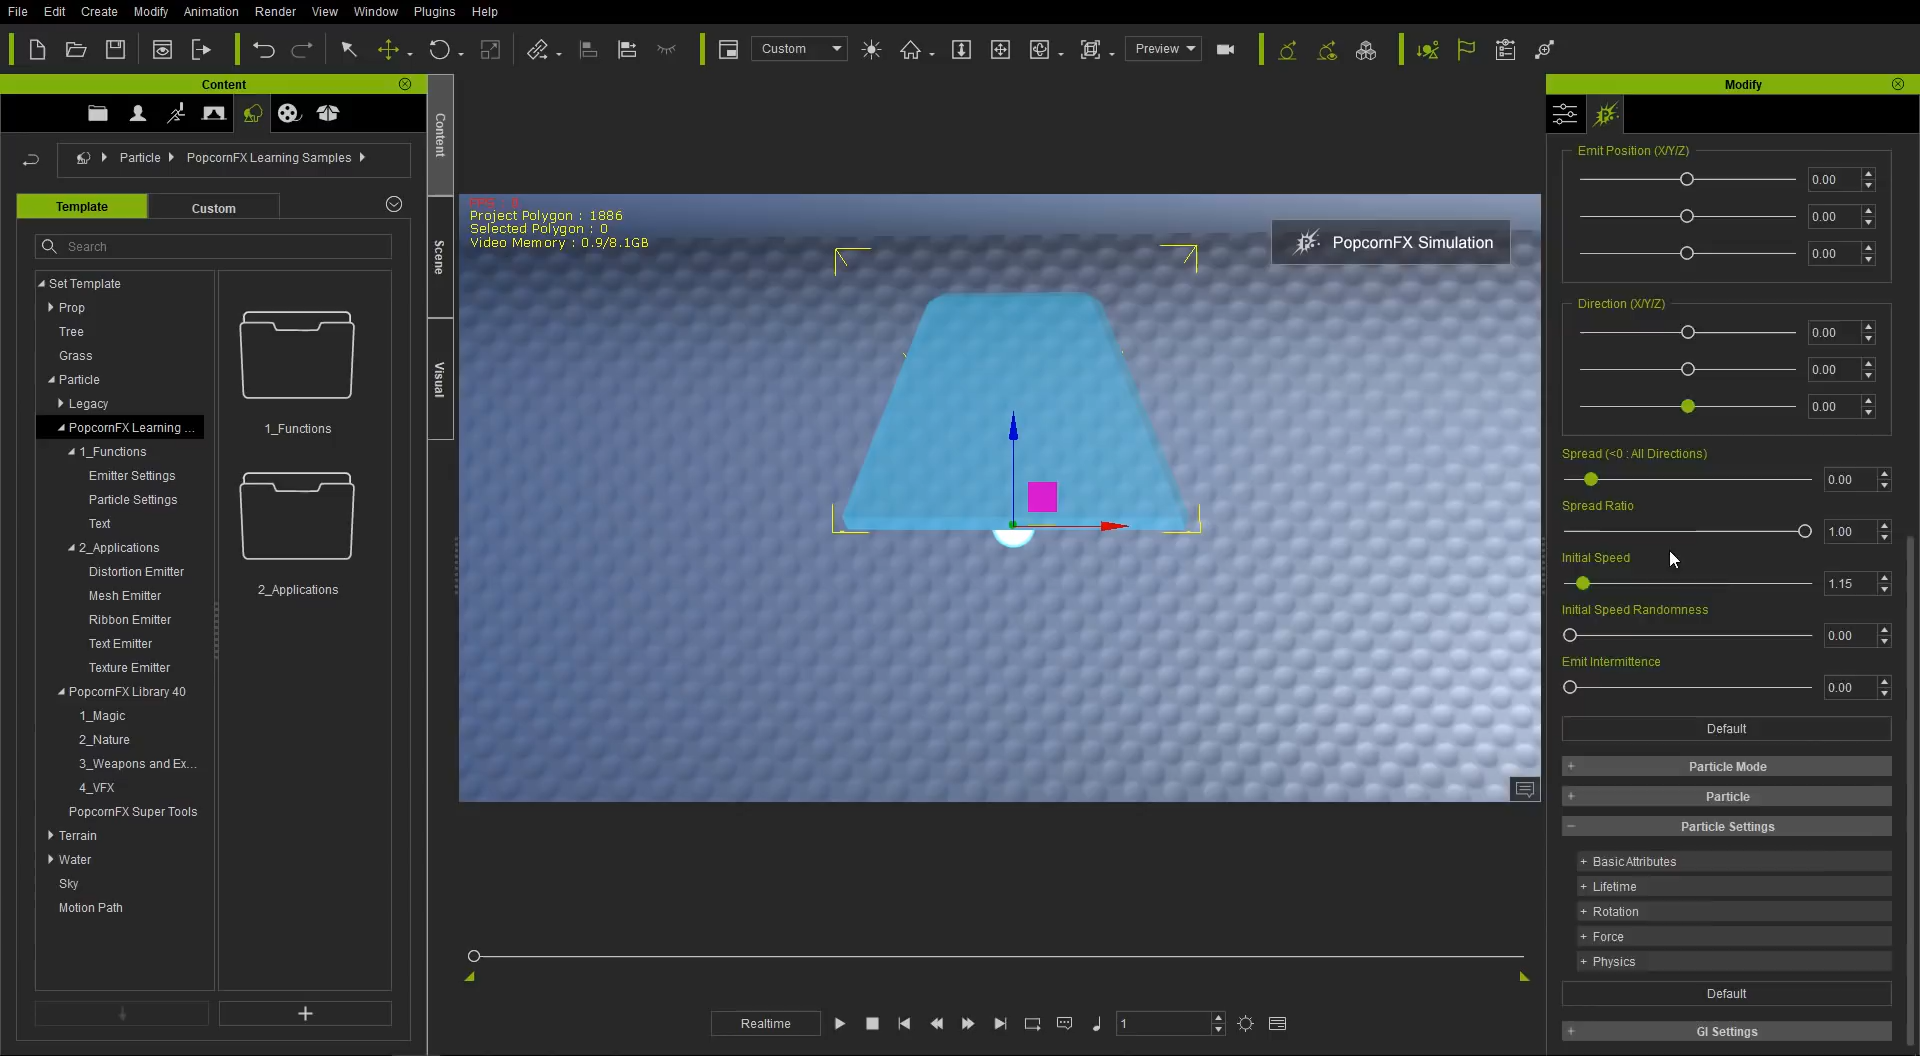 File Edit Create Modify Animation Render View Window Plugins Help
Custom
Preview
Content
Particle PopcornFX Learning Samples
Template Custom
Search
Set Template
Prop
Tree
Grass
Particle
Legacy
PopcornFX Learning ...
1_Functions
Emitter Settings
Particle Settings
Text
2_Applications
Distortion Emitter
Mesh Emitter
Ribbon Emitter
Text Emitter
Texture Emitter
PopcornFX Library 40
1_Magic
2_Nature
3_Weapons and Ex...
4_VFX
PopcornFX Super Tools
Terrain
Water
Sky
Motion Path
1_Functions
2_Applications
Content
Scene
Visual
Project Polygon : 1886
Selected Polygon : 0
Video Memory : 0.9/8.1GB
PopcornFX Simulation
Realtime
1
Modify
Emit Position (X/Y/Z)
0.00
0.00
0.00
Direction (X/Y/Z)
0.00
0.00
0.00
Spread (<0 : All Directions)
0.00
Spread Ratio
1.00
Initial Speed
1.15
Initial Speed Randomness
0.00
Emit Intermittence
0.00
Default
+ Particle Mode
+ Particle
− Particle Settings
+ Basic Attributes
+ Lifetime
+ Rotation
+ Force
+ Physics
Default
+ GI Settings